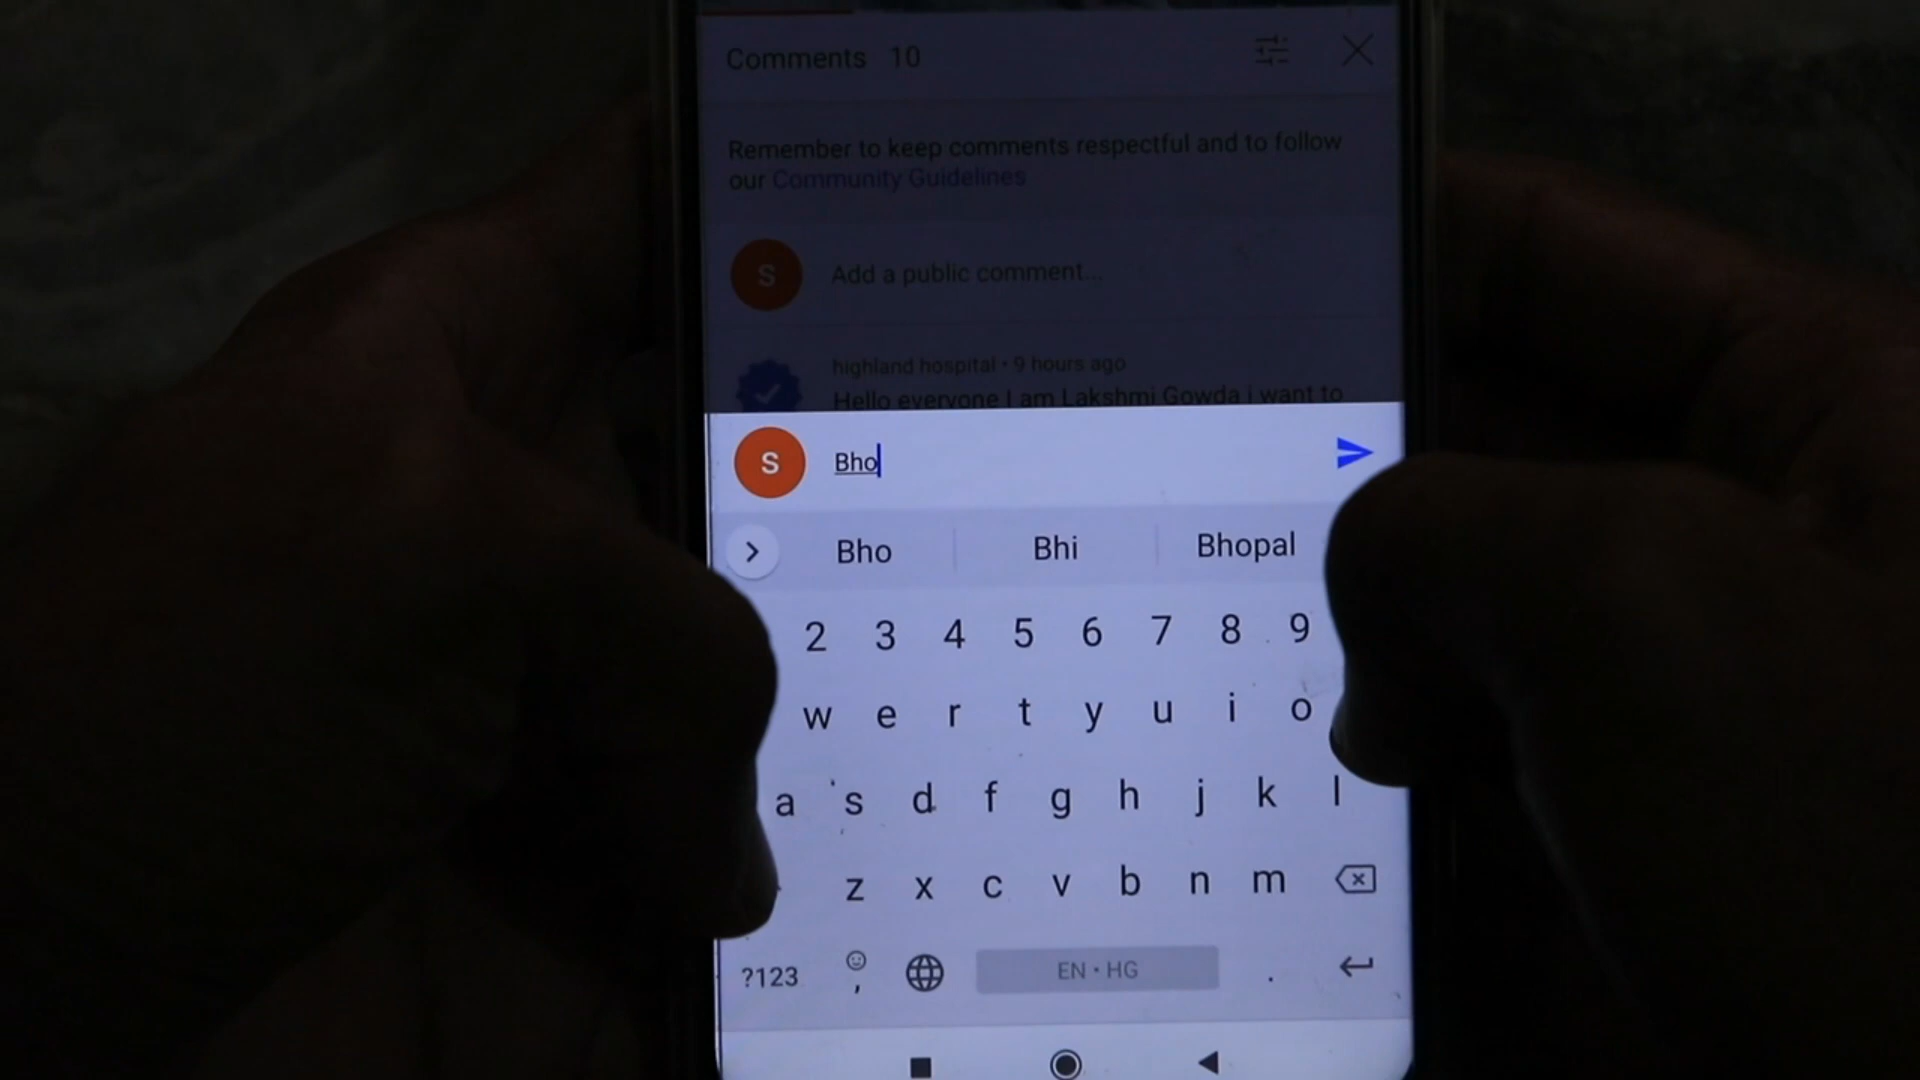 Comments 10
Remember to keep comments respectful and to follow
our Community Guidelines
S Add a public comment...
highland hospital • 9 hours ago
Hello everyone I am Lakshmi Gowda i want to
S Bho
Bho Bhi Bhopal
2 3 4 5 6 7 8 9
w e r t y u i o
a s d f g h j k l
z x c v b n m
?123 , EN • HG .